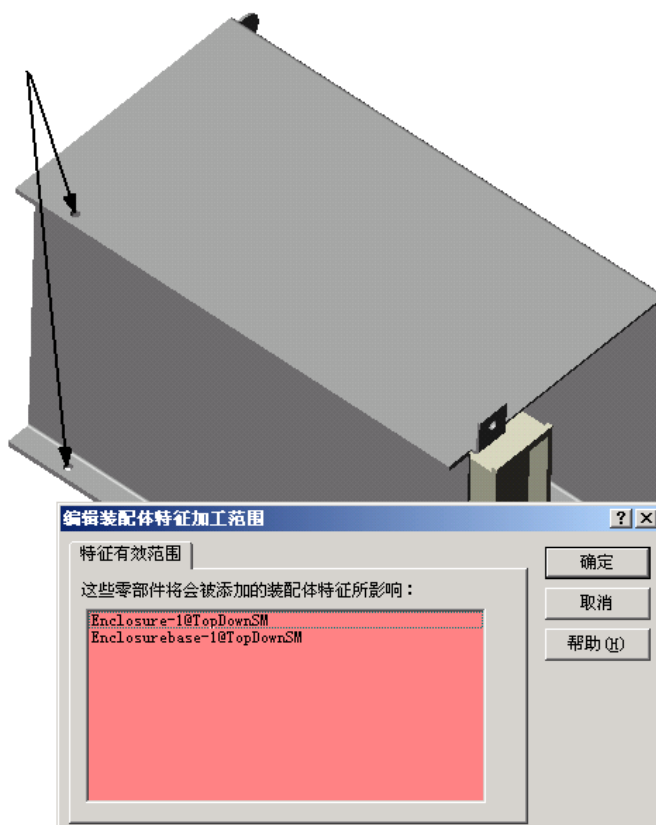 编辑装配体特征加工范围
特征有效范围
这些零部件将会被添加的装配体特征所影响：
Enclosure-1@TopDownSM
Enclosurebase-1@TopDownSM
确定
取消
帮助(H)